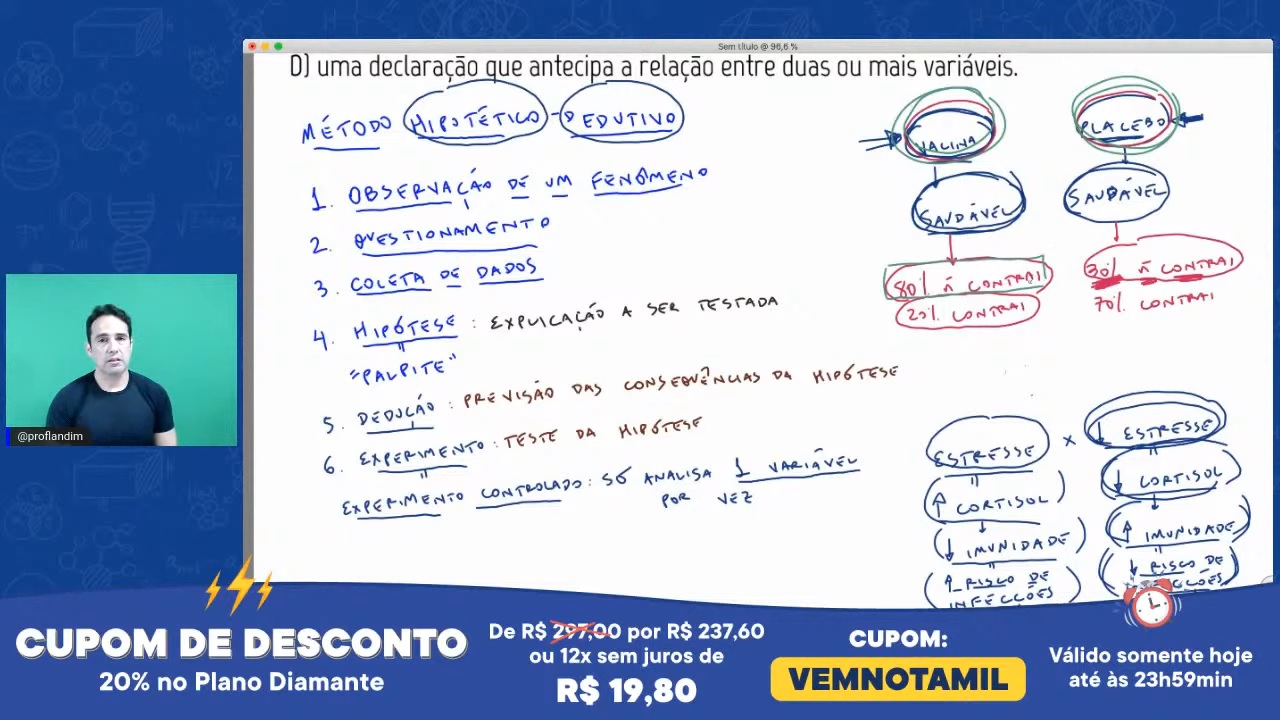 Sem título @ 96,6 %
D) uma declaração que antecipa a relação entre duas ou mais variáveis.
MÉTODO HIPOTÉTICO - DEDUTIVO
1. OBSERVAÇÃO DE UM FENÔMENO
2. QUESTIONAMENTO
3. COLETA DE DADOS
4. HIPÓTESE : EXPLICAÇÃO A SER TESTADA
"PALPITE"
5. DEDUÇÃO : PREVISÃO DAS CONSEQUÊNCIAS DA HIPÓTESE
6. EXPERIMENTO : TESTE DA HIPÓTESE
EXPERIMENTO CONTROLADO : SÓ ANALISA 1 VARIÁVEL
POR VEZ
VACINA
SAUDÁVEL
80% ñ CONTRAI
20% CONTRAI
PLACEBO
SAUDÁVEL
30% ñ CONTRAI
70% CONTRAI
ESTRESSE x ↓ ESTRESSE
↑ CORTISOL
↓ IMUNIDADE
↑ RISCO DE
INFECÇÕES
↓ CORTISOL
↑ IMUNIDADE
↓ RISCO DE
INFECÇÕES
@proflandim
CUPOM DE DESCONTO
20% no Plano Diamante
De R$ 297,00 por R$ 237,60
ou 12x sem juros de
R$ 19,80
CUPOM:
VEMNOTAMIL
Válido somente hoje
até às 23h59min